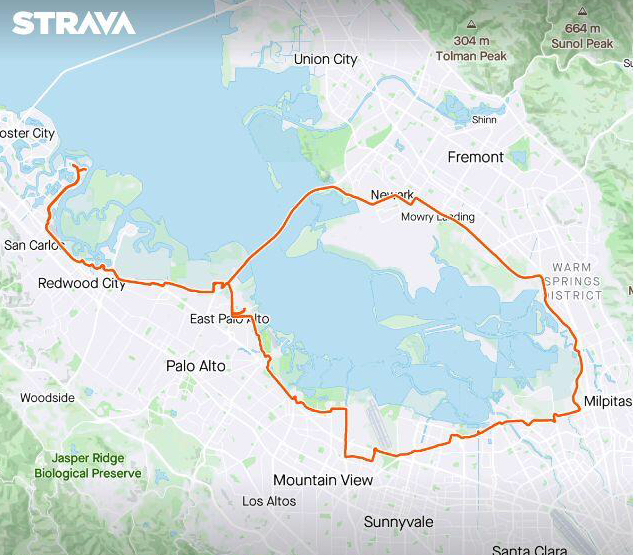 STRAVA
664 m
Sunol Peak
304 m
Tolman Peak
Union City
Shinn
oster City
Fremont
Newark
Mowry Landing
San Carlos
WARM
SPRINGS
DISTRICT
Redwood City
East Palo Alto
Palo Alto
Woodside
Milpitas
Jasper Ridge
Biological Preserve
Mountain View
Los Altos
Sunnyvale
Santa Clara